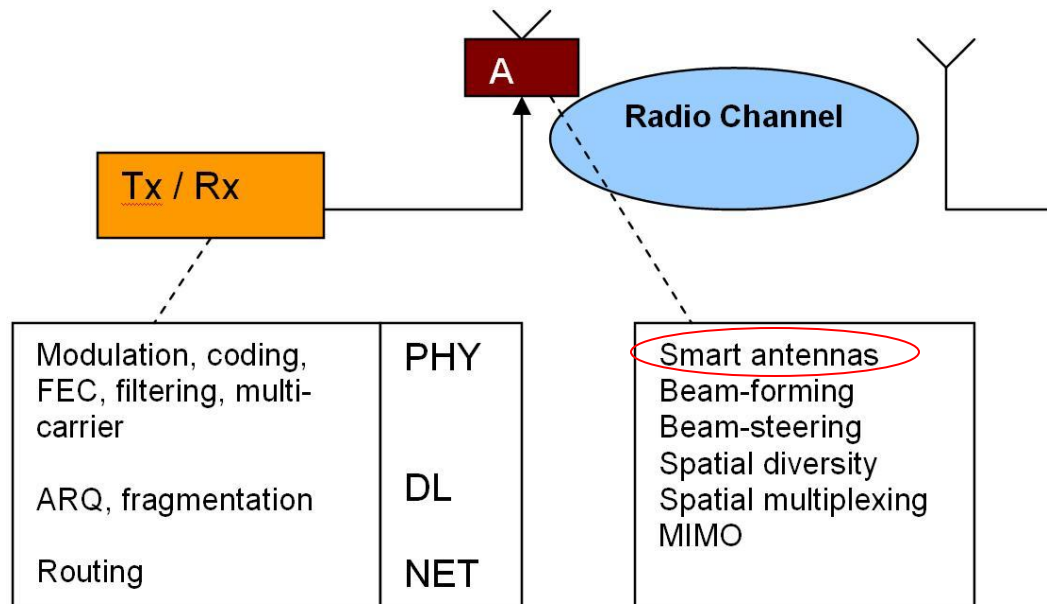 A
Radio Channel
Tx / Rx
Modulation, coding,
FEC, filtering, multi-
carrier
ARQ, fragmentation
Routing
PHY
DL
NET
Smart antennas
Beam-forming
Beam-steering
Spatial diversity
Spatial multiplexing
MIMO